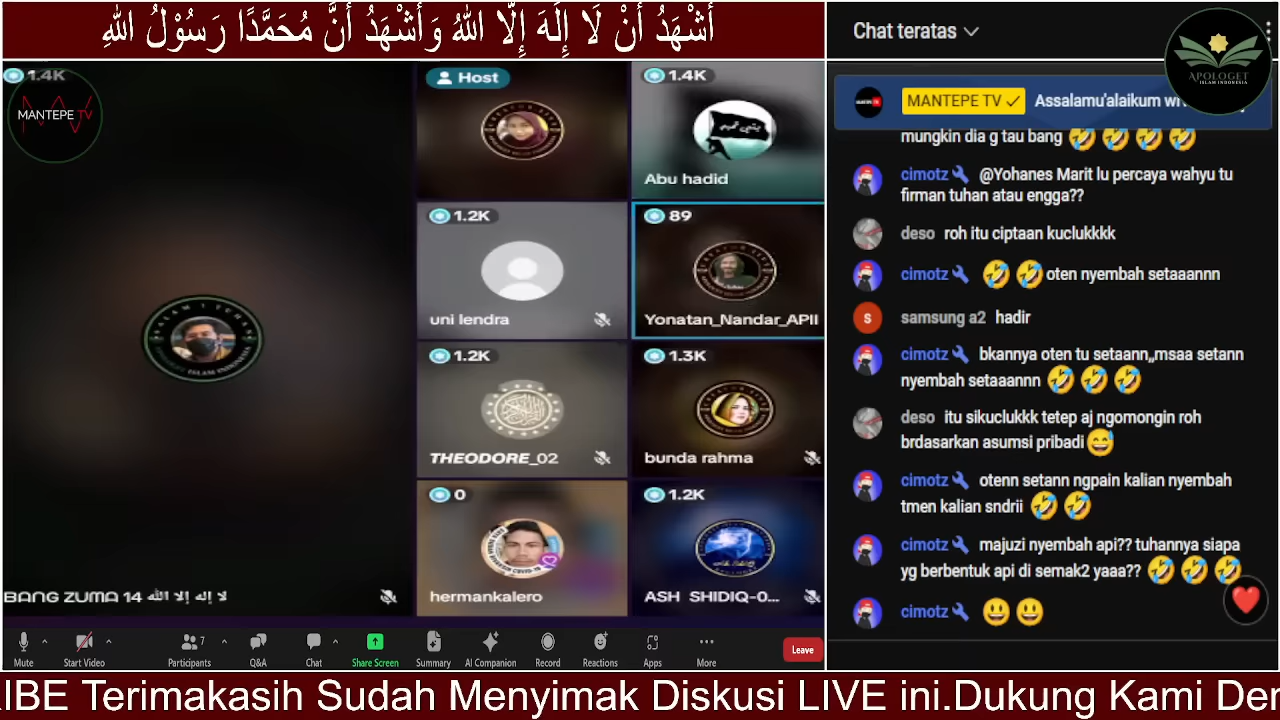 أَشْهَدُ أَنْ لَا إِلَهَ إِلَّا اللهُ وَأَشْهَدُ أَنَّ مُحَمَّدًا رَسُوْلُ اللهِ
1.4K
MANTEPE TV
BANG ZUMA 14 لا إله إلا الله
Host
1.4K
Abu hadid
1.2K
uni lendra
89
Yonatan_Nandar_APII
1.2K
THEODORE_02
1.3K
bunda rahma
0
hermankalero
1.2K
ASH SHIDIQ-0...
Mute
Start Video
Participants
7
Q&A
Chat
Share Screen
Summary
AI Companion
Record
Reactions
Apps
More
Leave
Chat teratas
APOLOGET
ISLAM INDONESIA
MANTEPE TV Assalamu'alaikum
mungkin dia g tau bang 🤣 🤣 🤣 🤣
cimotz @Yohanes Marit lu percaya wahyu tu
firman tuhan atau engga??
deso roh itu ciptaan kuclukkkk
cimotz 🤣 🤣 oten nyembah setaaannn
s
samsung a2 hadir
cimotz bkannya oten tu setaann,,msaa setann
nyembah setaaannn 🤣 🤣 🤣
deso itu sikuclukkk tetep aj ngomongin roh
brdasarkan asumsi pribadi 😅
cimotz otenn setann ngpain kalian nyembah
tmen kalian sndrii 🤣 🤣
cimotz majuzi nyembah api?? tuhannya siapa
yg berbentuk api di semak2 yaaa?? 🤣 🤣 🤣
cimotz 😃 😃
IBE Terimakasih Sudah Menyimak Diskusi LIVE ini.Dukung Kami Der